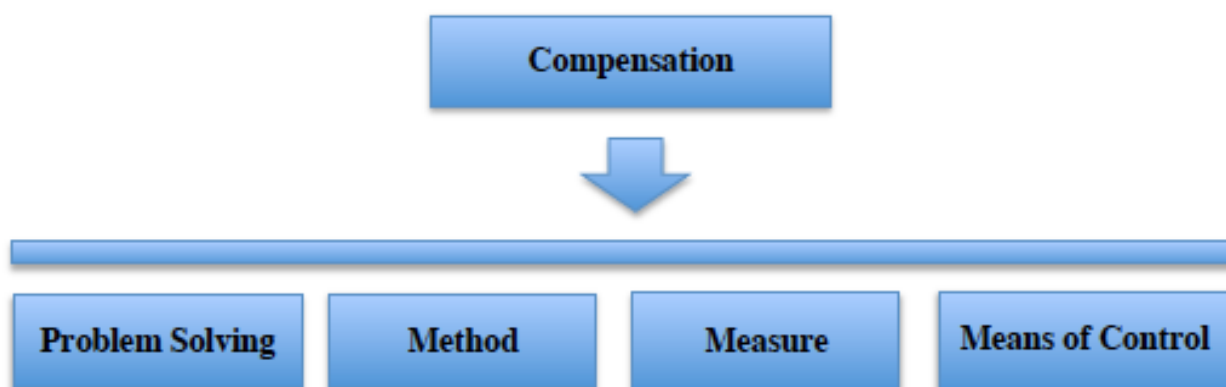 Compensation
Problem Solving
Method
Measure
Means of Control